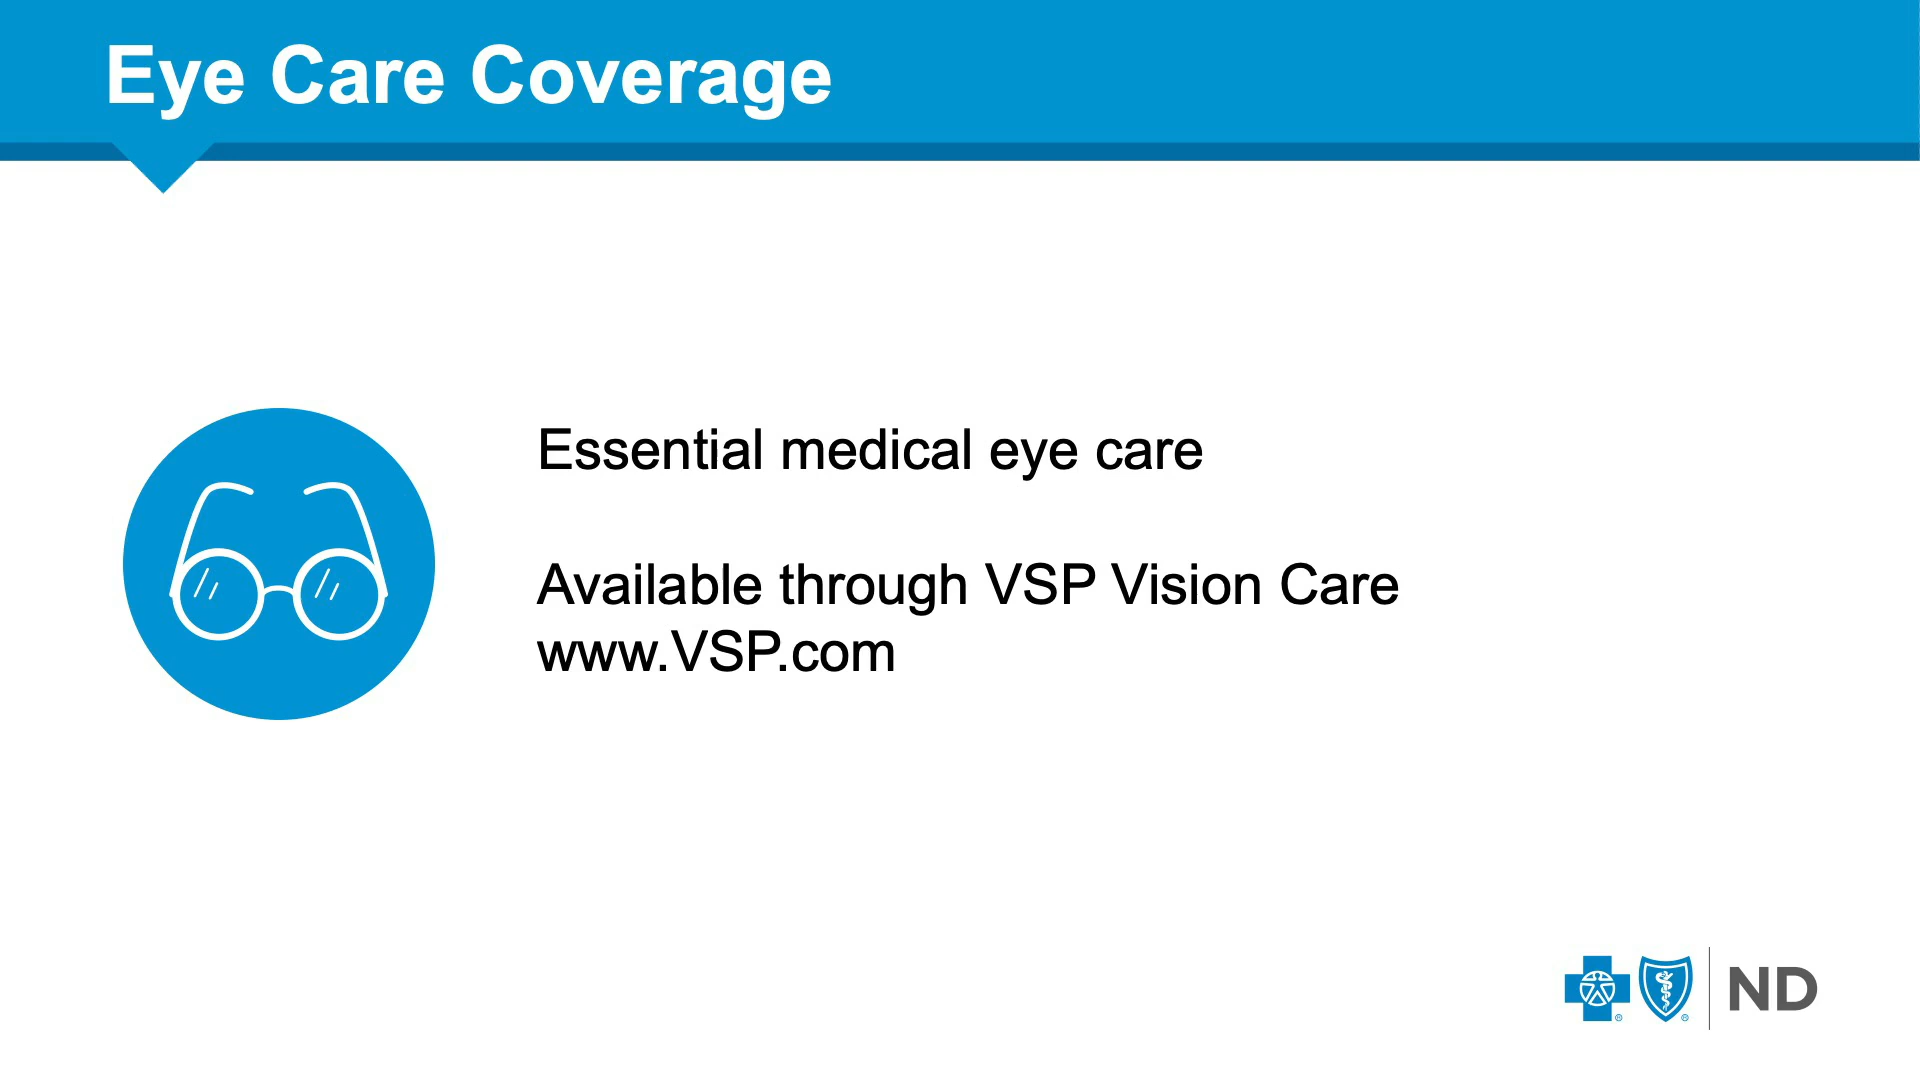 Eye Care Coverage
Essential medical eye care
Available through VSP Vision Care
www.VSP.com
® ® ND